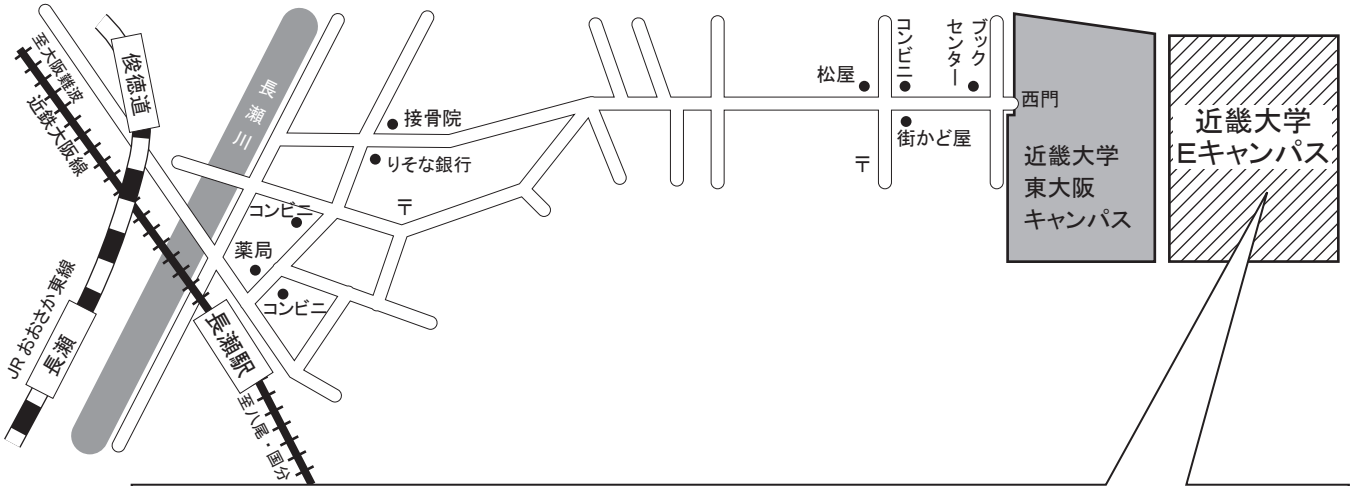 至大阪難波
近鉄大阪線
俊徳道
長瀬川
JRおおさか東線
長瀬
長瀬駅
至八尾・国分
接骨院
りそな銀行
〒
コンビニ
薬局
コンビニ
松屋
コンビニ
ブック
センター
街かど屋
〒
西門
近畿大学
東大阪
キャンパス
近畿大学
Eキャンパス